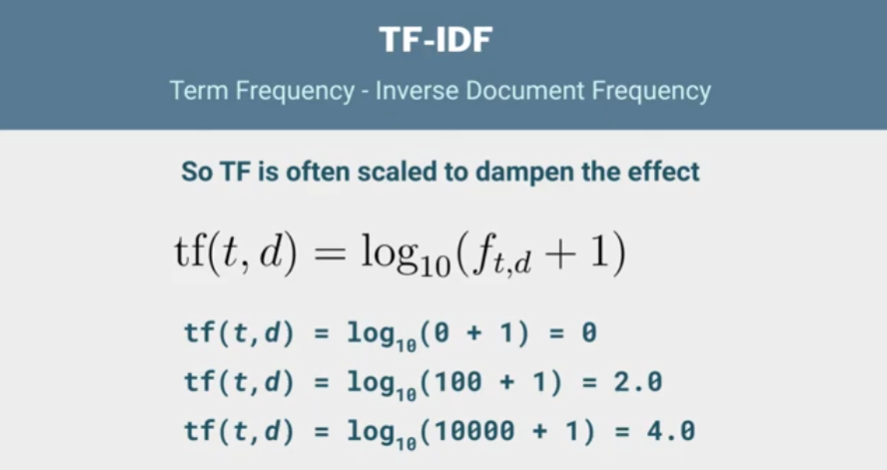 TF-IDF
Term Frequency - Inverse Document Frequency
So TF is often scaled to dampen the effect
tf(t, d) = log₁₀(f_{t,d} + 1)
tf(t,d) = log₁₀(0 + 1) = 0
tf(t,d) = log₁₀(100 + 1) = 2.0
tf(t,d) = log₁₀(10000 + 1) = 4.0